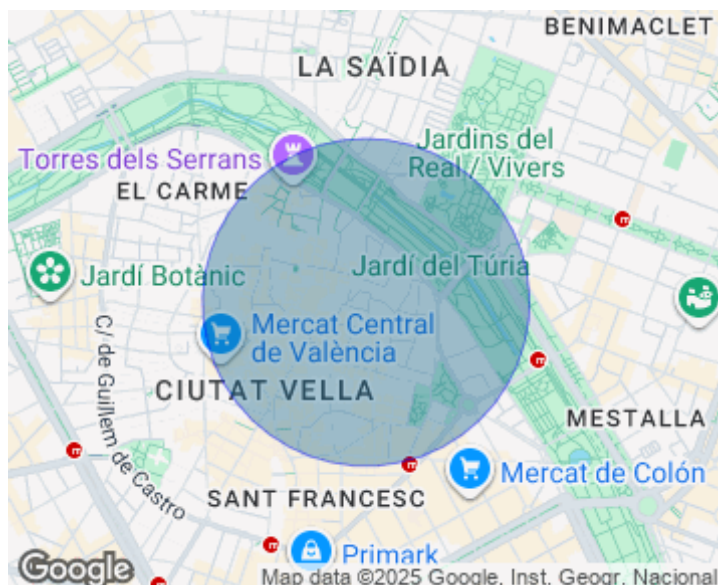 BENIMACLET
LA SAÏDIA
Jardins del
Real / Vivers
Torres dels Serrans
EL CARME
Jardí Botànic
Jardí del Túria
Mercat Central
de València
C/ de Guillem de Castro
CIUTAT VELLA
MESTALLA
Mercat de Colón
SANT FRANCESC
Primark
Google
Map data ©2025 Google, Inst. Geogr. Nacional